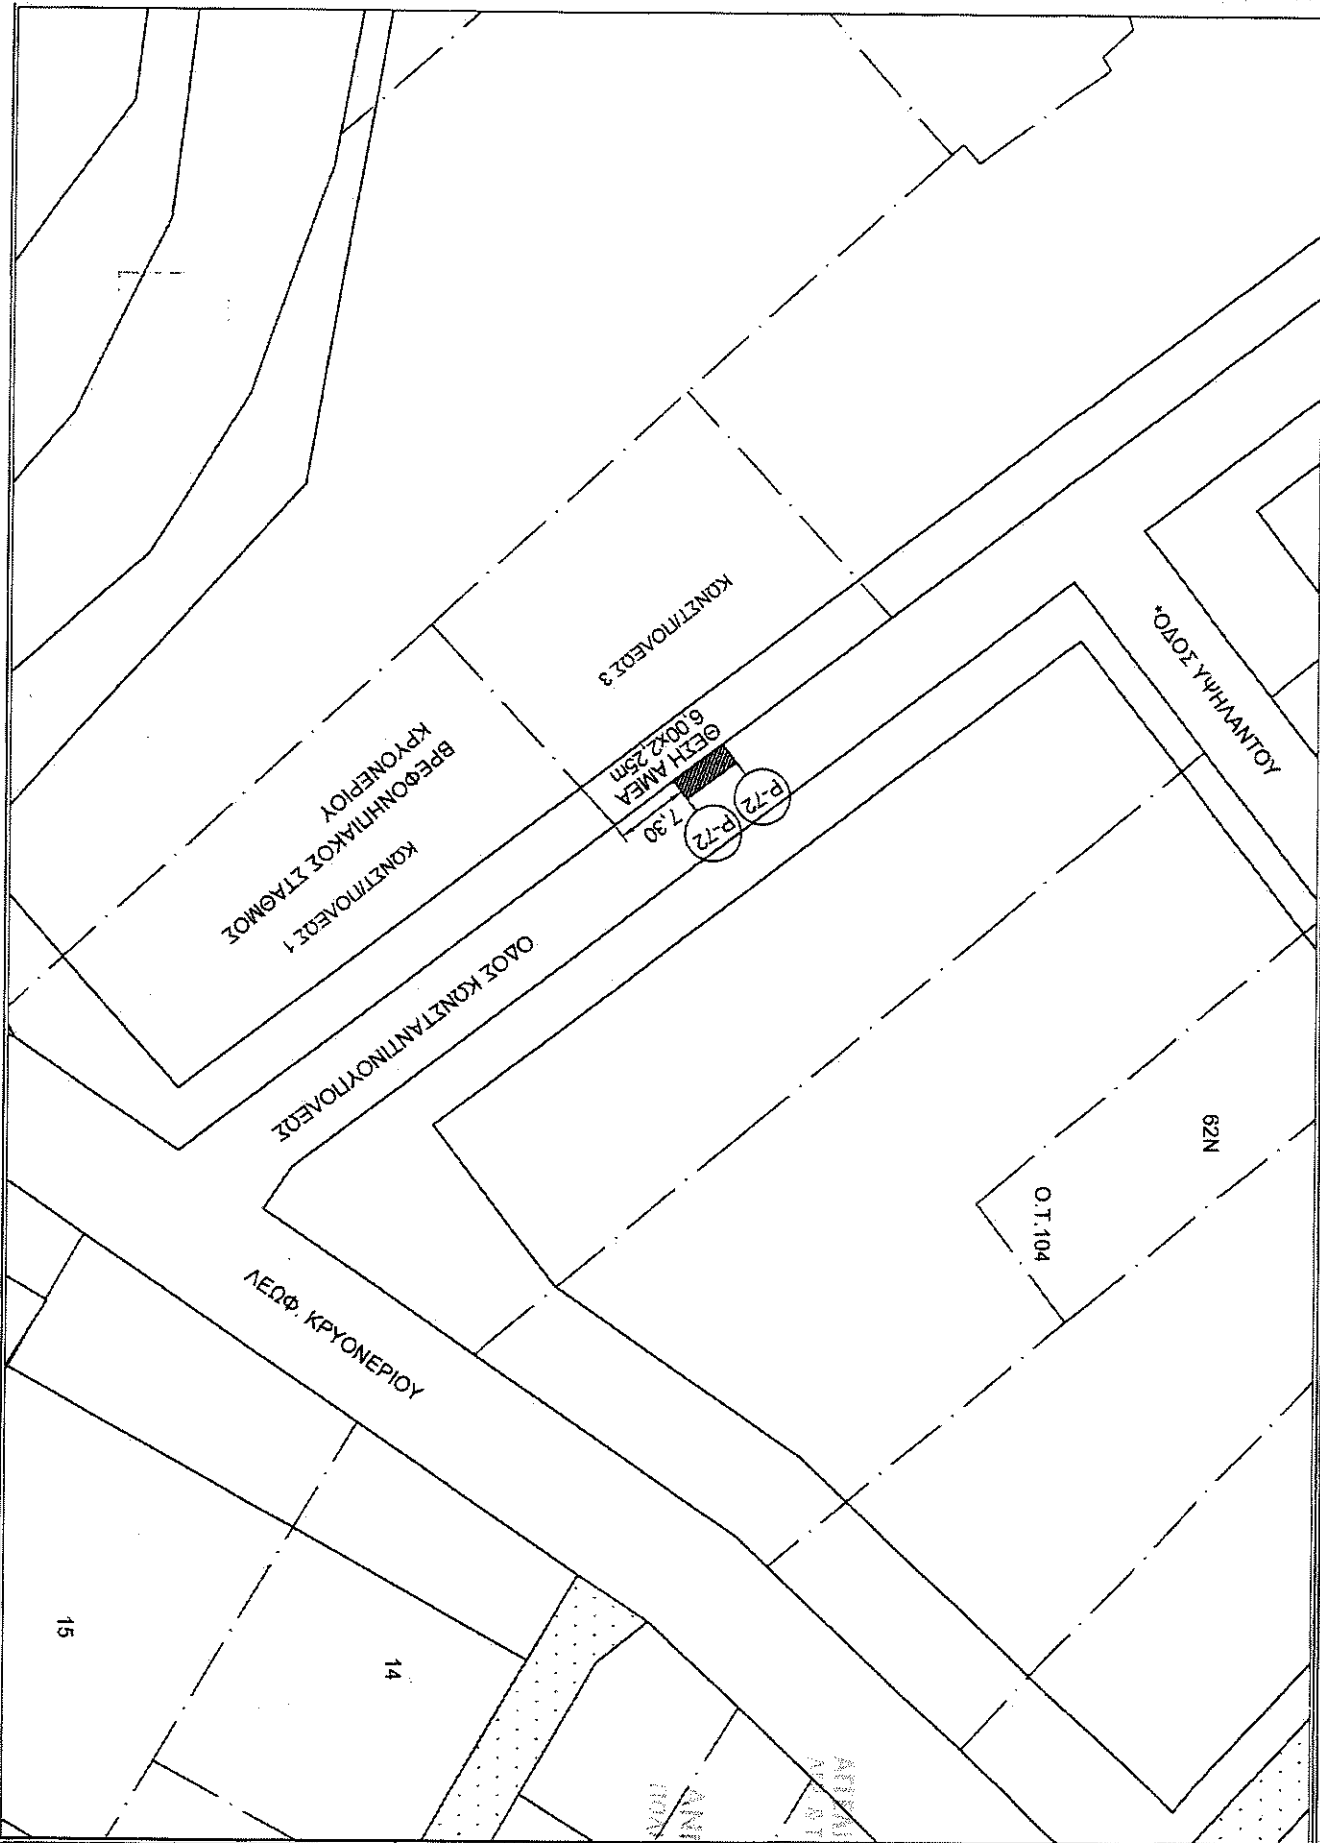 *ΟΔΟΣ ΥΨΗΛΑΝΤΟΥ
ΚΩΝΣΤ/ΠΟΛΕΩΣ 3
ΘΕΣΗ ΑΜΕΑ
6,00x2,25m
P-72
P-72
7,30
ΒΡΕΦΟΝΗΠΙΑΚΟΣ ΣΤΑΘΜΟΣ
ΚΡΥΟΝΕΡΙΟΥ
ΚΩΝΣΤ/ΠΟΛΕΩΣ 1
ΟΔΟΣ ΚΩΝΣΤΑΝΤΙΝΟΥΠΟΛΕΩΣ
62N
Ο.Τ.104
ΛΕΩΦ. ΚΡΥΟΝΕΡΙΟΥ
15
14